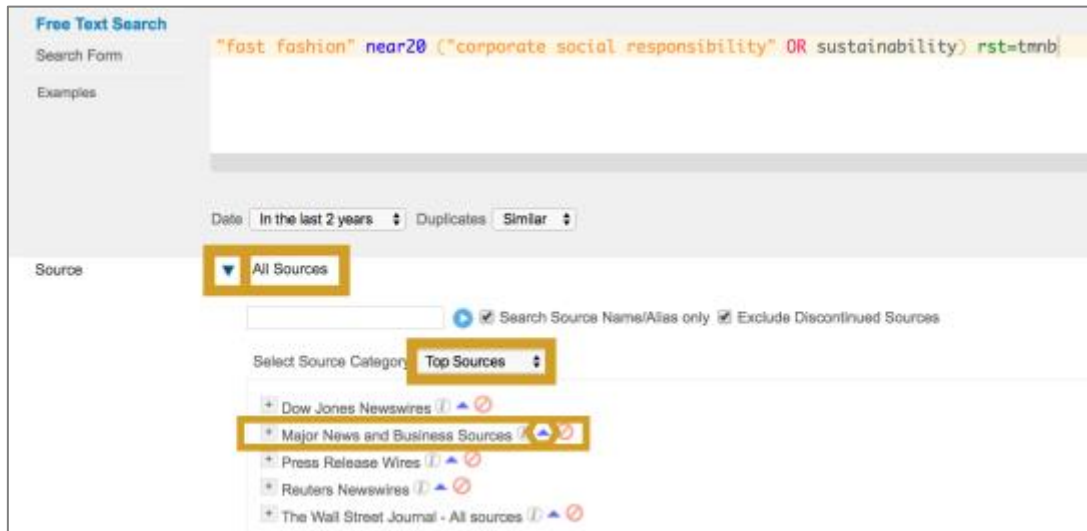 Free Text Search
"fast fashion" near20 ("corporate social responsibility" OR sustainability) rst=tmnb
Search Form
Examples
Date In the last 2 years Duplicates Similar
Source All Sources
Search Source Name/Alias only Exclude Discontinued Sources
Select Source Category Top Sources
+ Dow Jones Newswires i
+ Major News and Business Sources i
+ Press Release Wires i
+ Reuters Newswires i
+ The Wall Street Journal - All sources i